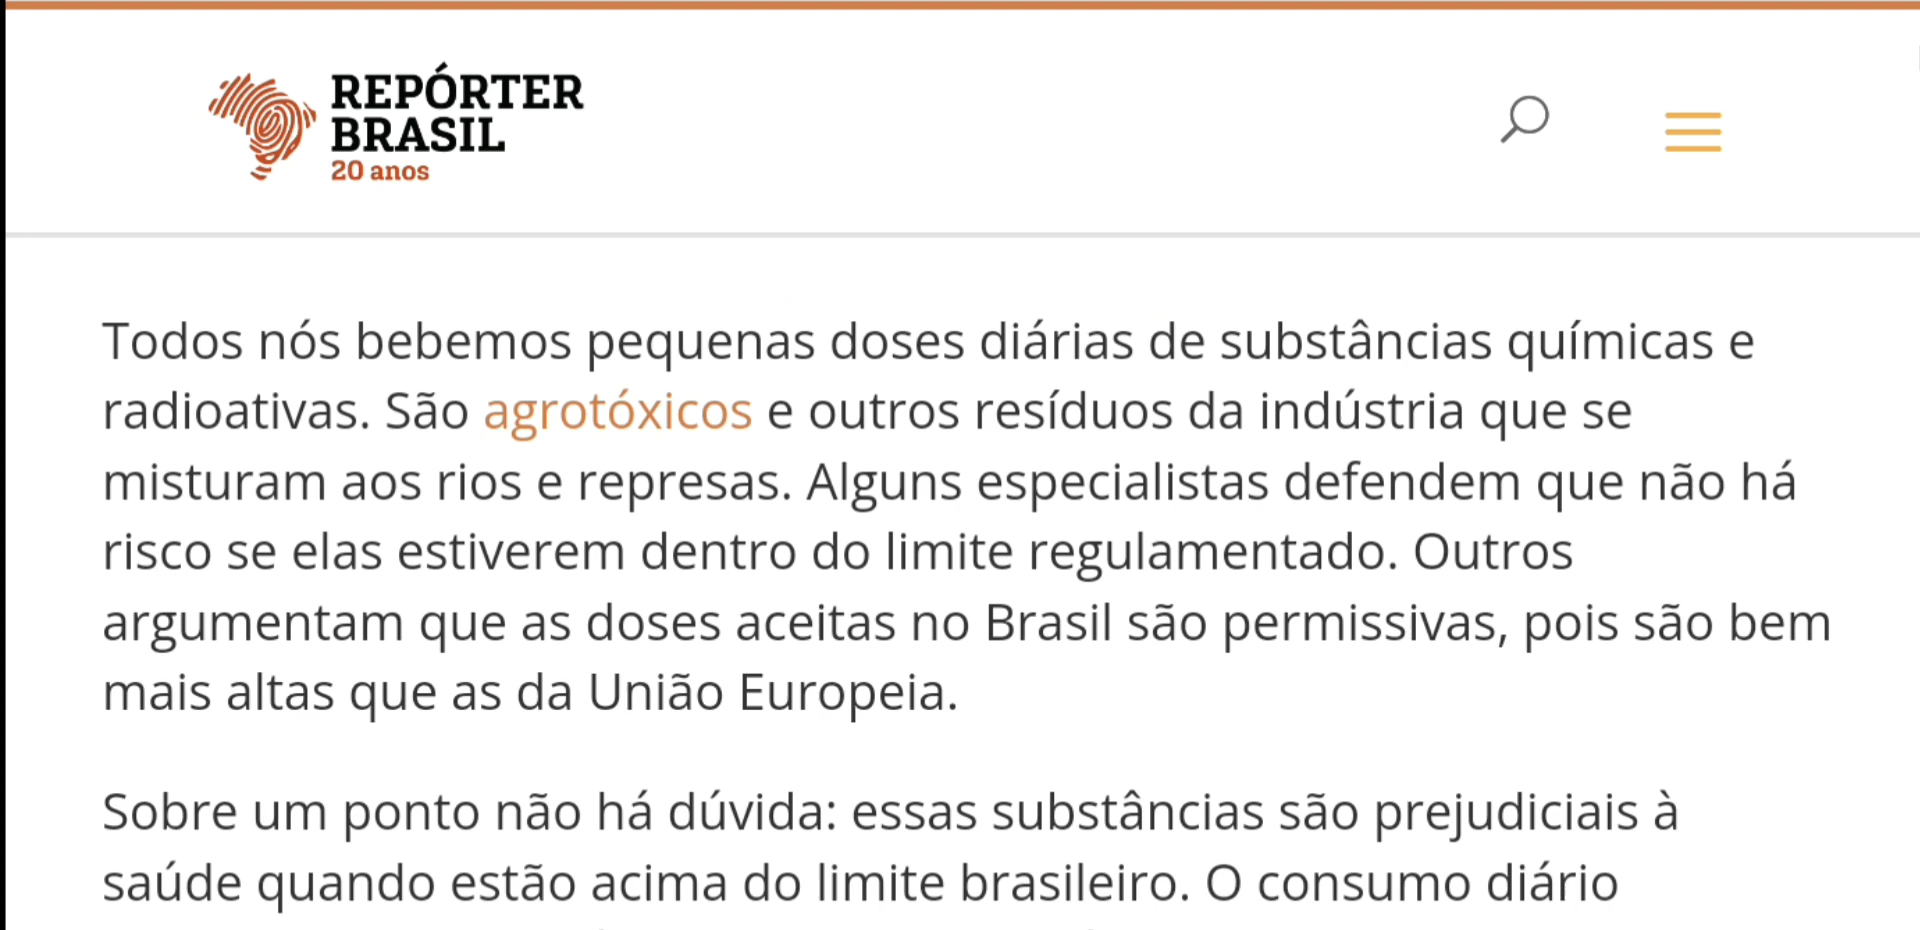 REPÓRTER
BRASIL
20 anos
Todos nós bebemos pequenas doses diárias de substâncias químicas e
radioativas. São agrotóxicos e outros resíduos da indústria que se
misturam aos rios e represas. Alguns especialistas defendem que não há
risco se elas estiverem dentro do limite regulamentado. Outros
argumentam que as doses aceitas no Brasil são permissivas, pois são bem
mais altas que as da União Europeia.
Sobre um ponto não há dúvida: essas substâncias são prejudiciais à
saúde quando estão acima do limite brasileiro. O consumo diário